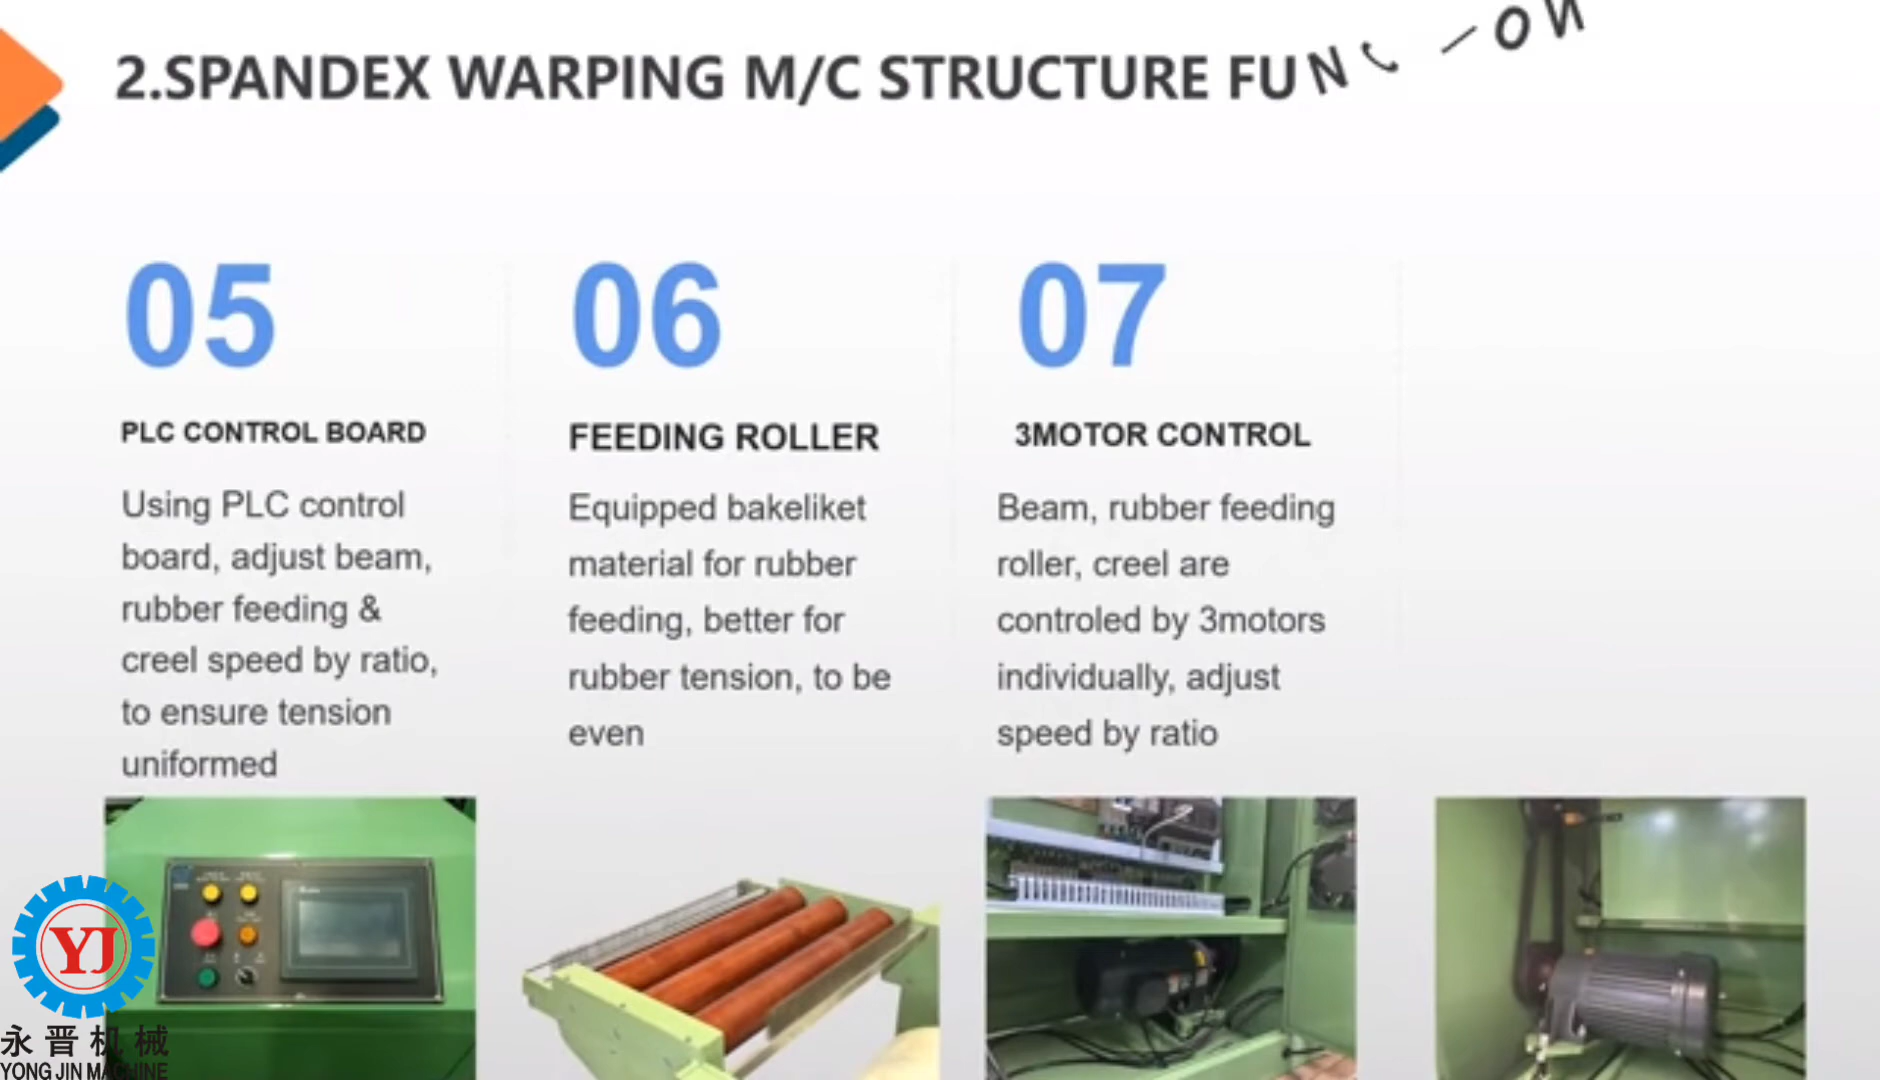 2.SPANDEX WARPING M/C STRUCTURE
05
PLC CONTROL BOARD
Using PLC control
board, adjust beam,
rubber feeding &
creel speed by ratio,
to ensure tension
uniformed
06
FEEDING ROLLER
Equipped bakeliket
material for rubber
feeding, better for
rubber tension, to be
even
07
3MOTOR CONTROL
Beam, rubber feeding
roller, creel are
controled by 3motors
individually, adjust
speed by ratio
YJ
永晋机械
YONG JIN MACHINE